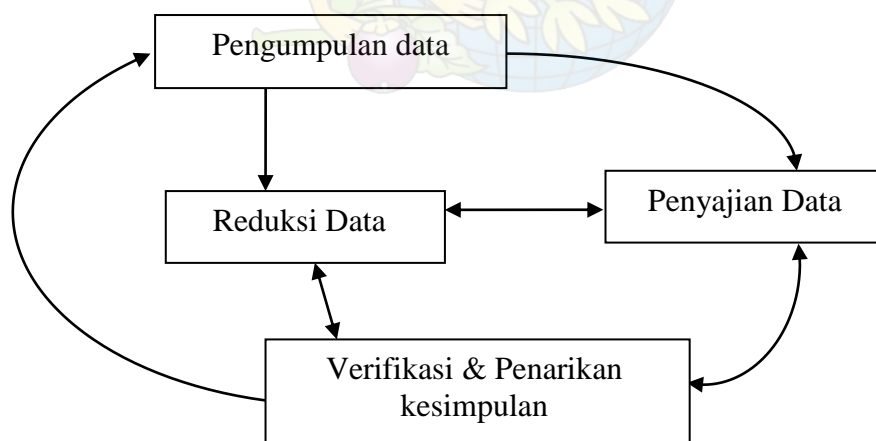 Pengumpulan data
Reduksi Data
Penyajian Data
Verifikasi & Penarikan
kesimpulan